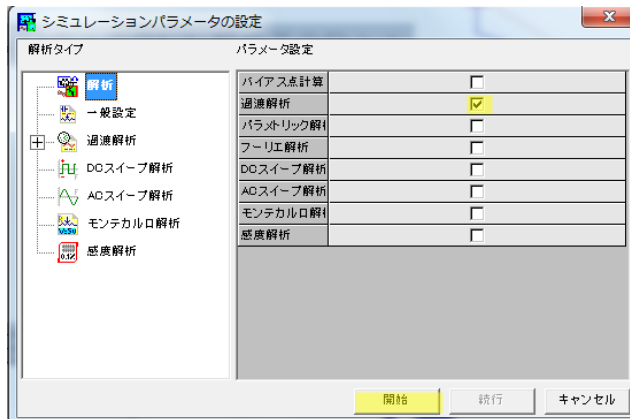 シミュレーションパラメータの設定
解析タイプ
パラメータ設定
解析
一般設定
過渡解析
DCスイープ解析
ACスイープ解析
モンテカルロ解析
感度解析
バイアス点計算
過渡解析
パラメトリック解
フーリエ解析
DCスイープ解析
ACスイープ解析
モンテカルロ解
感度解析
開始
続行
キャンセル